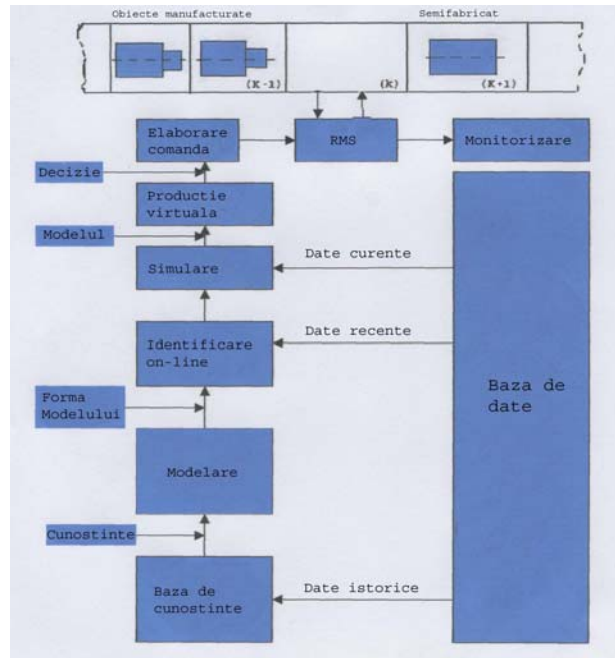 Obiecte manufacturate
Semifabricat
(K-1)
(k)
(K+1)
Elaborare
comanda
RMS
Monitorizare
Decizie
Productie
virtuala
Modelul
Simulare
Date curente
Identificare
on-line
Date recente
Baza de
date
Forma
Modelului
Modelare
Cunostinte
Baza de
cunostinte
Date istorice